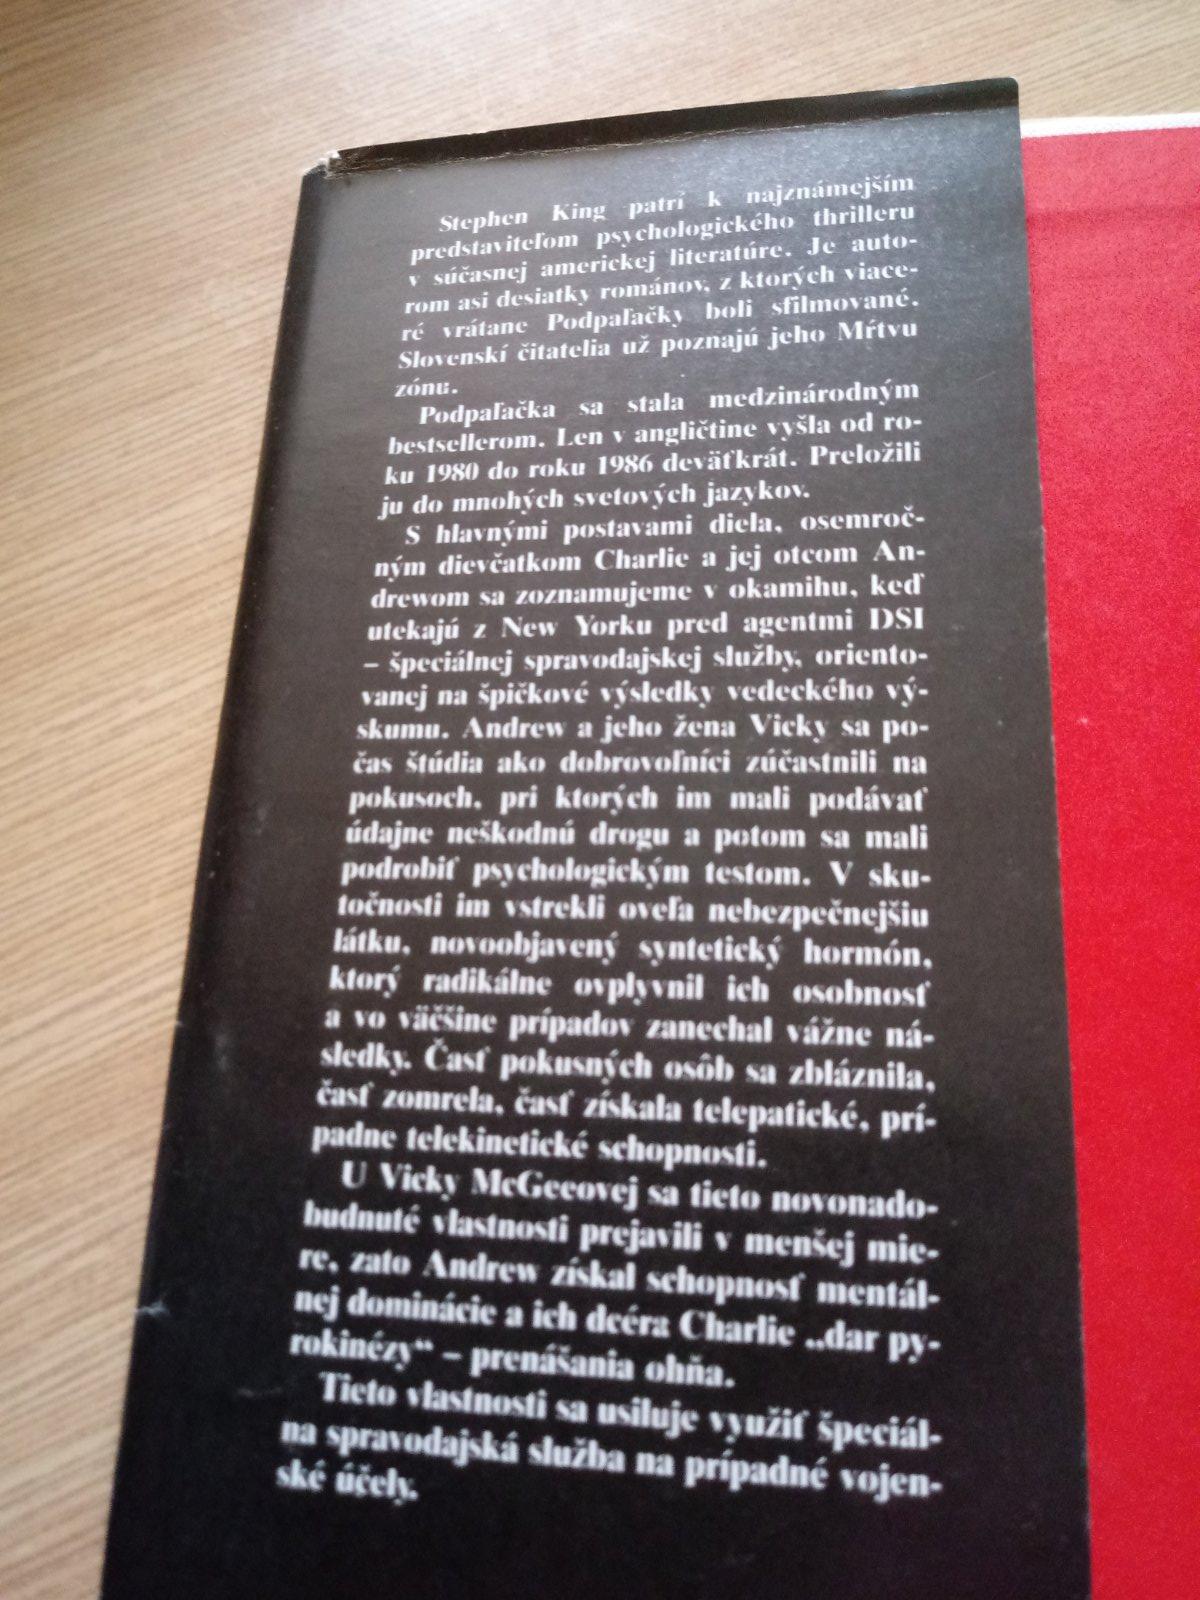 Stephen King patrí k najznámejším
predstaviteľom psychologického thrilleru
v súčasnej americkej literatúre. Je auto-
rom asi desiatky románov, z ktorých viace-
ré vrátane Podpaľačky boli sfilmované.
Slovenskí čitatelia už poznajú jeho Mŕtvu
zónu.
Podpaľačka sa stala medzinárodným
bestsellerom. Len v angličtine vyšla od ro-
ku 1980 do roku 1986 deväťkrát. Preložili
ju do mnohých svetových jazykov.
S hlavnými postavami diela, osemroč-
ným dievčatkom Charlie a jej otcom An-
drewom sa zoznamujeme v okamihu, keď
utekajú z New Yorku pred agentmi DSI
– špeciálnej spravodajskej služby, oriento-
vanej na špičkové výsledky vedeckého vý-
skumu. Andrew a jeho žena Vicky sa po-
čas štúdia ako dobrovoľníci zúčastnili na
pokusoch, pri ktorých im mali podávať
údajne neškodnú drogu a potom sa mali
podrobiť psychologickým testom. V sku-
točnosti im vstrekli oveľa nebezpečnejšiu
látku, novoobjavený syntetický hormón,
ktorý radikálne ovplyvnil ich osobnosť
a vo väčšine prípadov zanechal vážne ná-
sledky. Časť pokusných osôb sa zbláznila,
časť zomrela, časť získala telepatické, prí-
padne telekinetické schopnosti.
U Vicky McGeeovej sa tieto novonado-
budnuté vlastnosti prejavili v menšej mie-
re, zato Andrew získal schopnosť mentál-
nej dominácie a ich dcéra Charlie „dar py-
rokinézy“ – prenášania ohňa.
Tieto vlastnosti sa usiluje využiť špeciál-
na spravodajská služba na prípadné vojen-
ské účely.